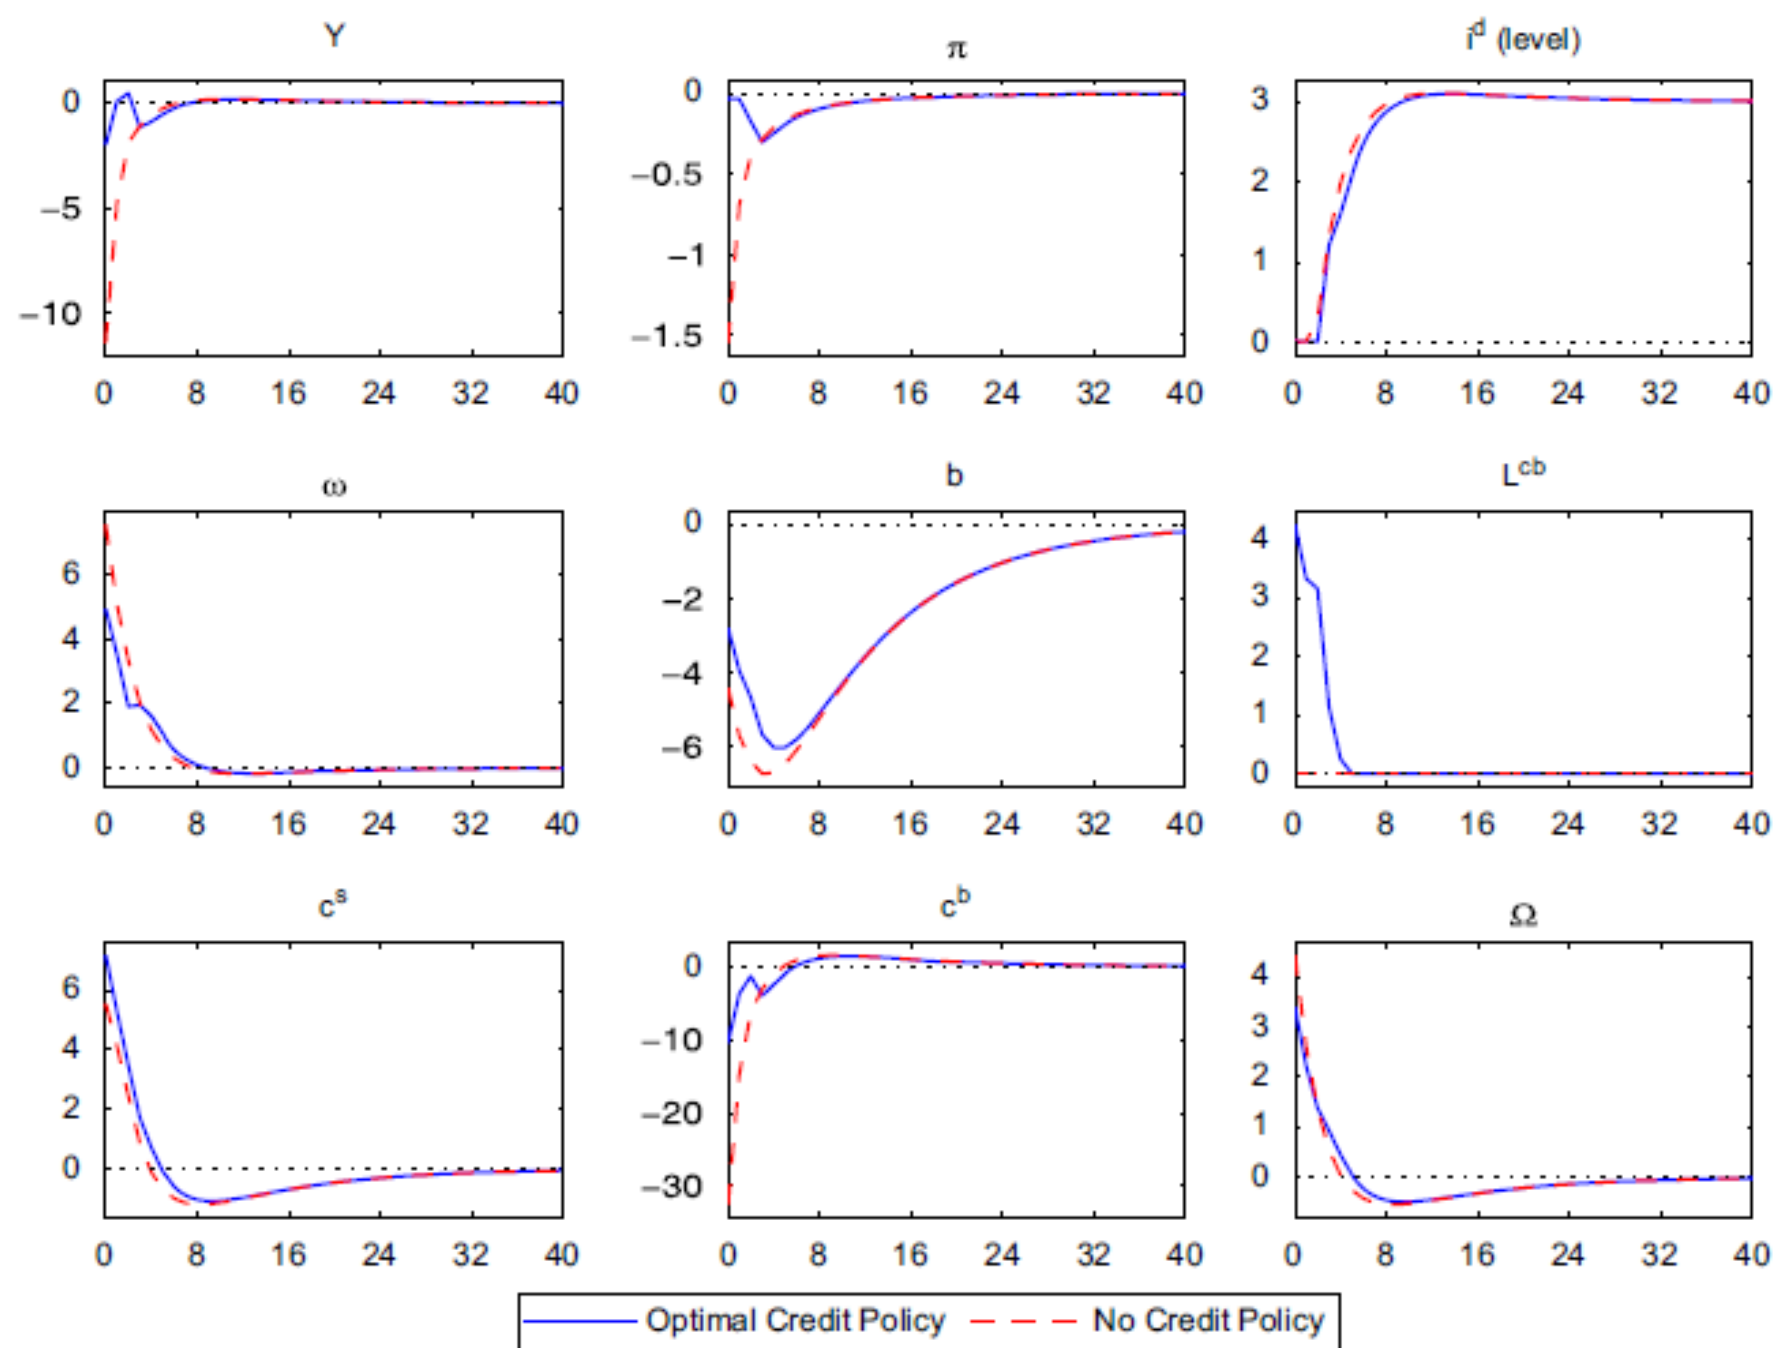 Y π i^d (level)
0 0 3
−5 −0.5 2
−10 −1 1
−1.5 0
0 8 16 24 32 40 0 8 16 24 32 40 0 8 16 24 32 40
ω b L^cb
6 0 4
4 −2 3
2 −4 2
0 −6 1
0
0 8 16 24 32 40 0 8 16 24 32 40 0 8 16 24 32 40
c^s c^b Ω
6 0 4
4 −10 3
2 −20 2
0 −30 1
0
0 8 16 24 32 40 0 8 16 24 32 40 0 8 16 24 32 40
Optimal Credit Policy No Credit Policy